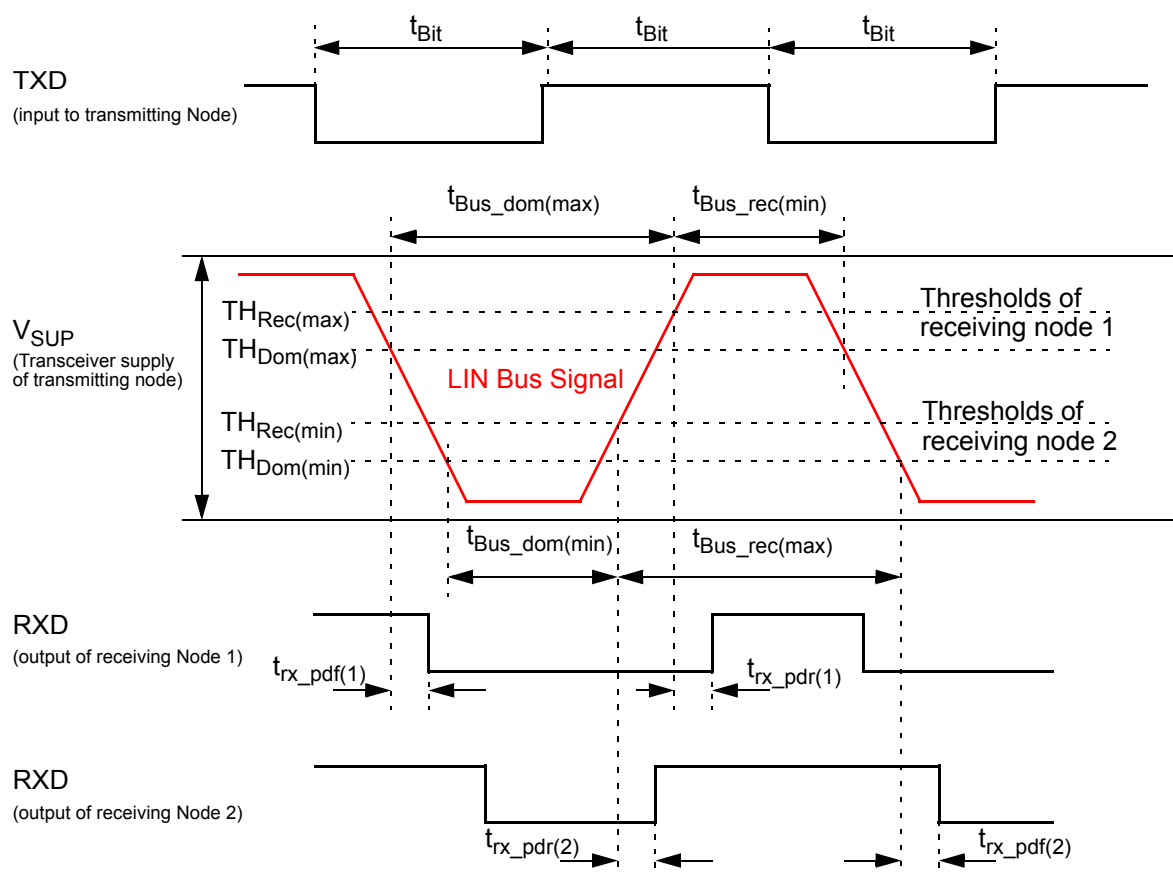 tBit tBit tBit
TXD
(input to transmitting Node)
tBus_dom(max) tBus_rec(min)
THRec(max)
Thresholds of
receiving node 1
VSUP
(Transceiver supply
of transmitting node)
THDom(max)
LIN Bus Signal
THRec(min)
Thresholds of
receiving node 2
THDom(min)
tBus_dom(min) tBus_rec(max)
RXD
(output of receiving Node 1)
trx_pdf(1) trx_pdr(1)
RXD
(output of receiving Node 2)
trx_pdr(2) trx_pdf(2)